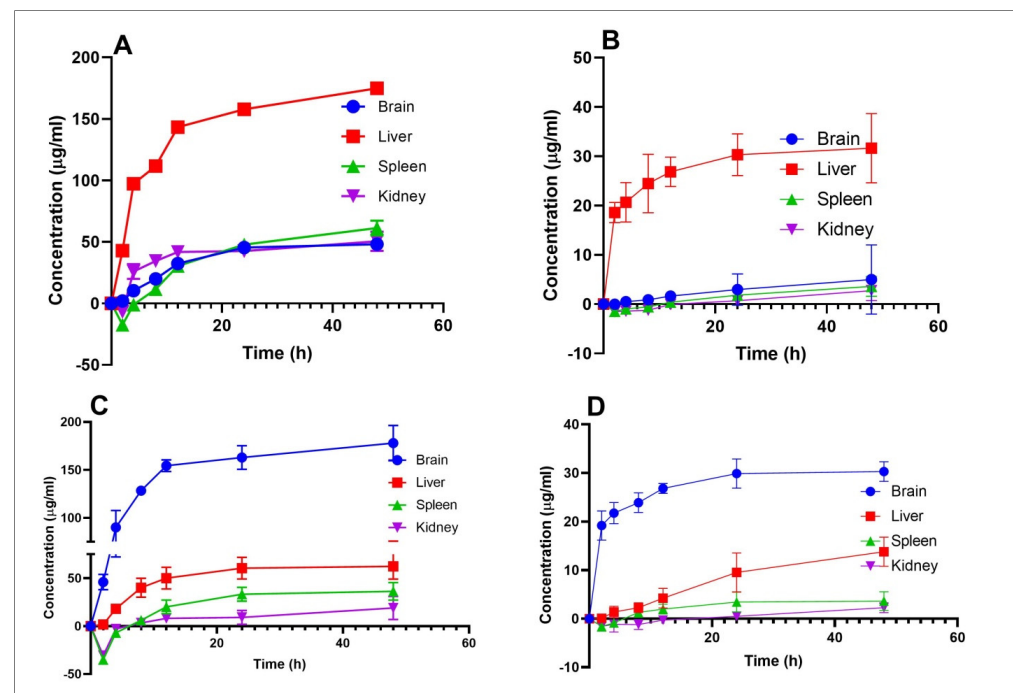 A
200
150
100
50
0
-50
20
40
60
Concentration (µg/ml)
Time (h)
Brain
Liver
Spleen
Kidney
B
50
40
30
20
10
0
-10
20
40
60
Concentration (µg/ml)
Time (h)
Brain
Liver
Spleen
Kidney
C
200
150
100
50
0
-50
20
40
60
Concentration (µg/ml)
Time (h)
Brain
Liver
Spleen
Kidney
D
40
30
20
10
0
-10
20
40
60
Concentration (µg/ml)
Time (h)
Brain
Liver
Spleen
Kidney